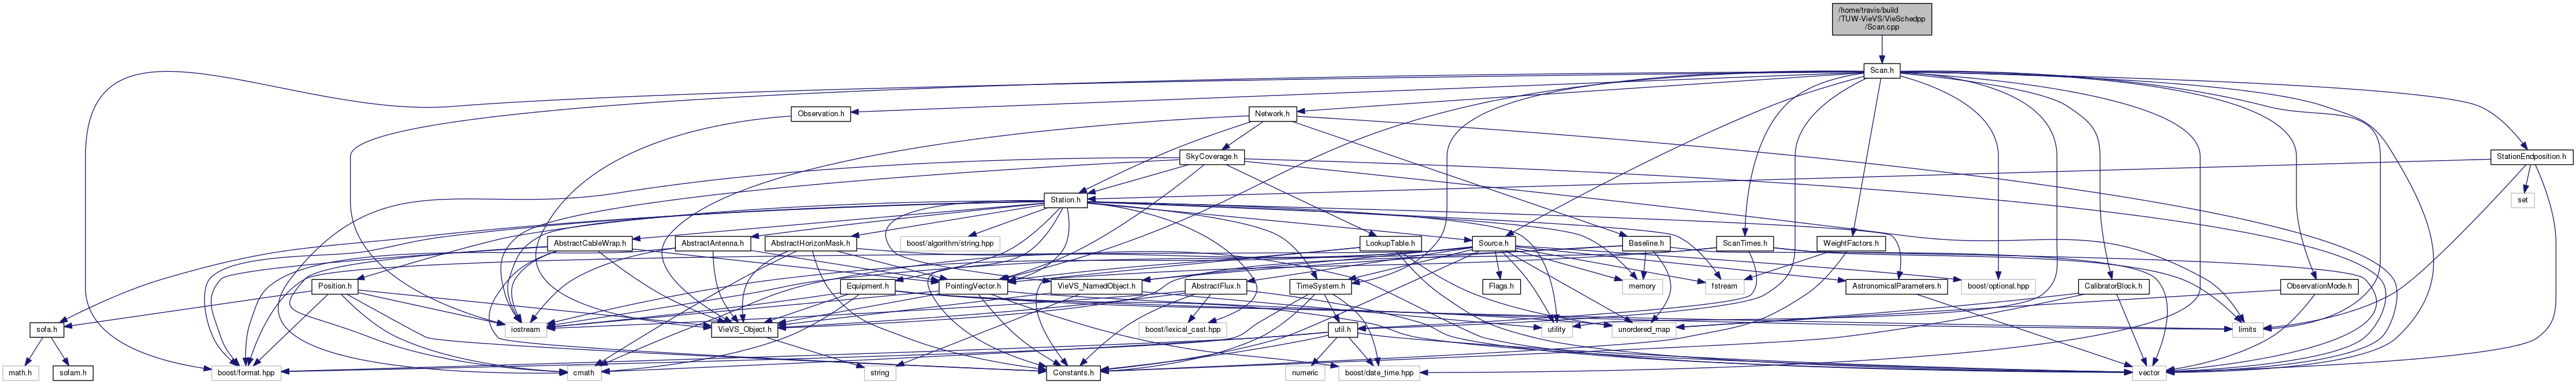 /home/travis/build
/TUW-VieVS/VieSchedpp
/Scan.cpp
Scan.h
Observation.h
Network.h
SkyCoverage.h
StationEndposition.h
Station.h
set
AbstractCableWrap.h
AbstractAntenna.h
AbstractHorizonMask.h
boost/algorithm/string.hpp
LookupTable.h
Source.h
Baseline.h
ScanTimes.h
WeightFactors.h
Position.h
Equipment.h
PointingVector.h
VieVS_NamedObject.h
AbstractFlux.h
TimeSystem.h
Flags.h
memory
fstream
AstronomicalParameters.h
boost/optional.hpp
CalibratorBlock.h
ObservationMode.h
sofa.h
iostream
VieVS_Object.h
boost/lexical_cast.hpp
util.h
utility
unordered_map
limits
math.h
sofam.h
boost/format.hpp
cmath
string
Constants.h
numeric
boost/date_time.hpp
vector